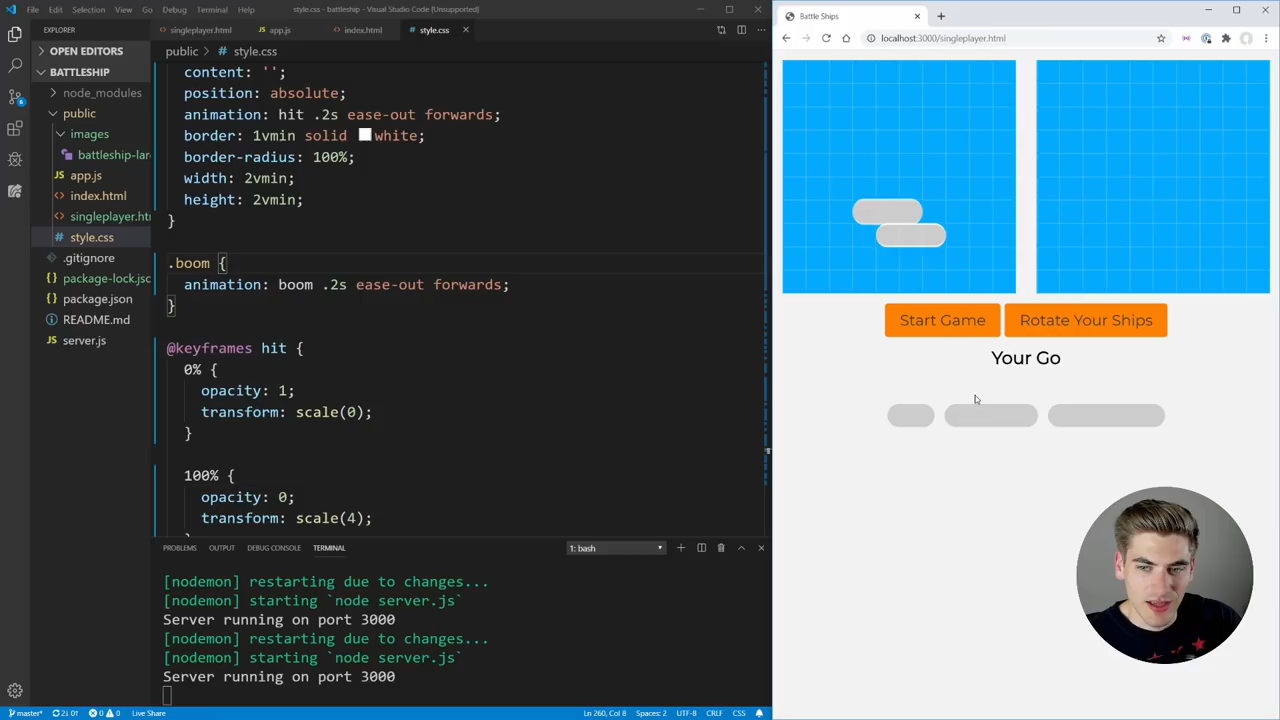 File Edit Selection View Go Debug Terminal Help
style.css - battleship - Visual Studio Code [Unsupported]
EXPLORER
OPEN EDITORS
BATTLESHIP
node_modules
public
images
battleship-lar
app.js
index.html
singleplayer.htr
style.css
.gitignore
package-lock.jsc
package.json
README.md
server.js
singleplayer.html
app.js
index.html
style.css
public > # style.css
content: '';
position: absolute;
animation: hit .2s ease-out forwards;
border: 1vmin solid white;
border-radius: 100%;
width: 2vmin;
height: 2vmin;
}
.boom {
animation: boom .2s ease-out forwards;
}
@keyframes hit {
0% {
opacity: 1;
transform: scale(0);
}
100% {
opacity: 0;
transform: scale(4);
PROBLEMS OUTPUT DEBUG CONSOLE TERMINAL
1: bash
[nodemon] restarting due to changes...
[nodemon] starting `node server.js`
Server running on port 3000
[nodemon] restarting due to changes...
[nodemon] starting `node server.js`
Server running on port 3000
master* 2↓ 0↑ 0 0 Live Share
Ln 260, Col 8 Spaces: 2 UTF-8 CRLF CSS
Battle Ships
localhost:3000/singleplayer.html
Start Game
Rotate Your Ships
Your Go